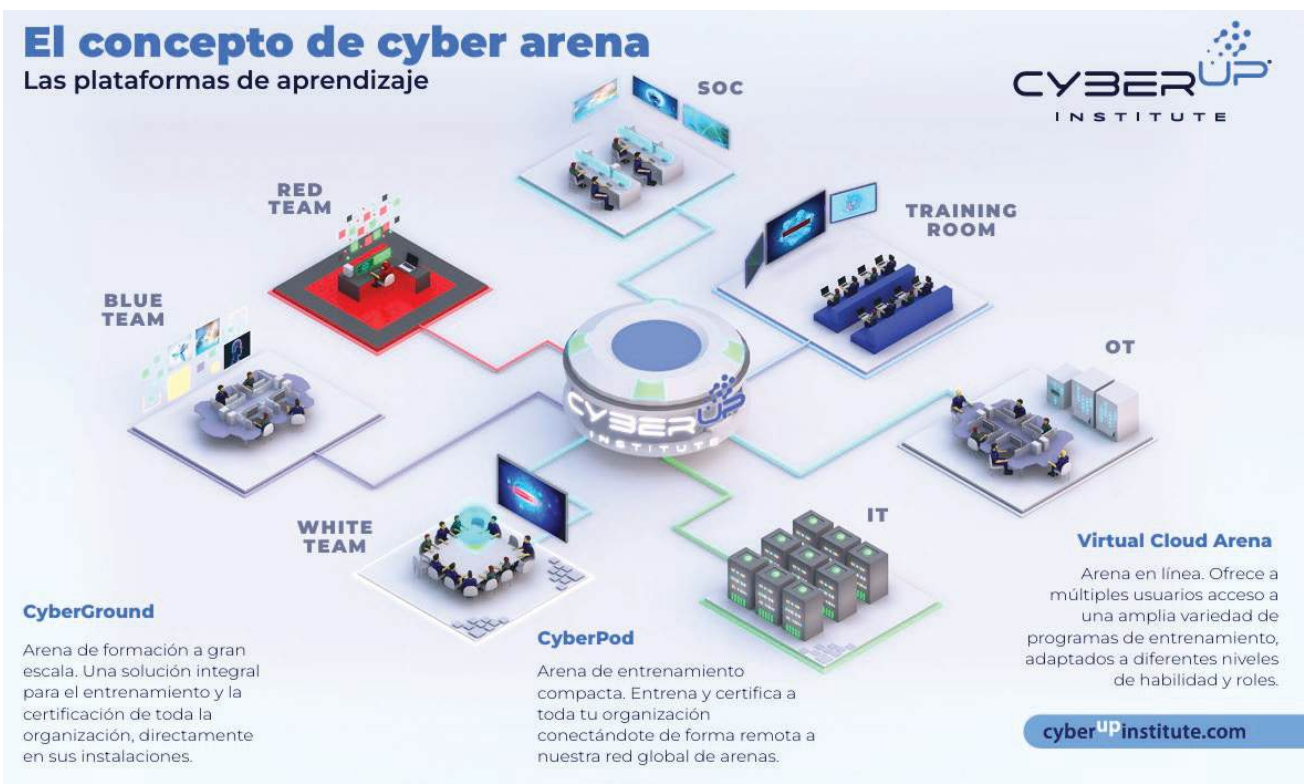 El concepto de cyber arena
Las plataformas de aprendizaje
CYBERUP
INSTITUTE
SOC
RED
TEAM
TRAINING
ROOM
BLUE
TEAM
OT
CYBERUP
INSTITUTE
WHITE
TEAM
IT
CyberGround
Arena de formación a gran
escala. Una solución integral
para el entrenamiento y la
certificación de toda la
organización, directamente
en sus instalaciones.
CyberPod
Arena de entrenamiento
compacta. Entrena y certifica a
toda tu organización
conectándote de forma remota a
nuestra red global de arenas.
Virtual Cloud Arena
Arena en línea. Ofrece a
múltiples usuarios acceso a
una amplia variedad de
programas de entrenamiento,
adaptados a diferentes niveles
de habilidad y roles.
cyberupinstitute.com